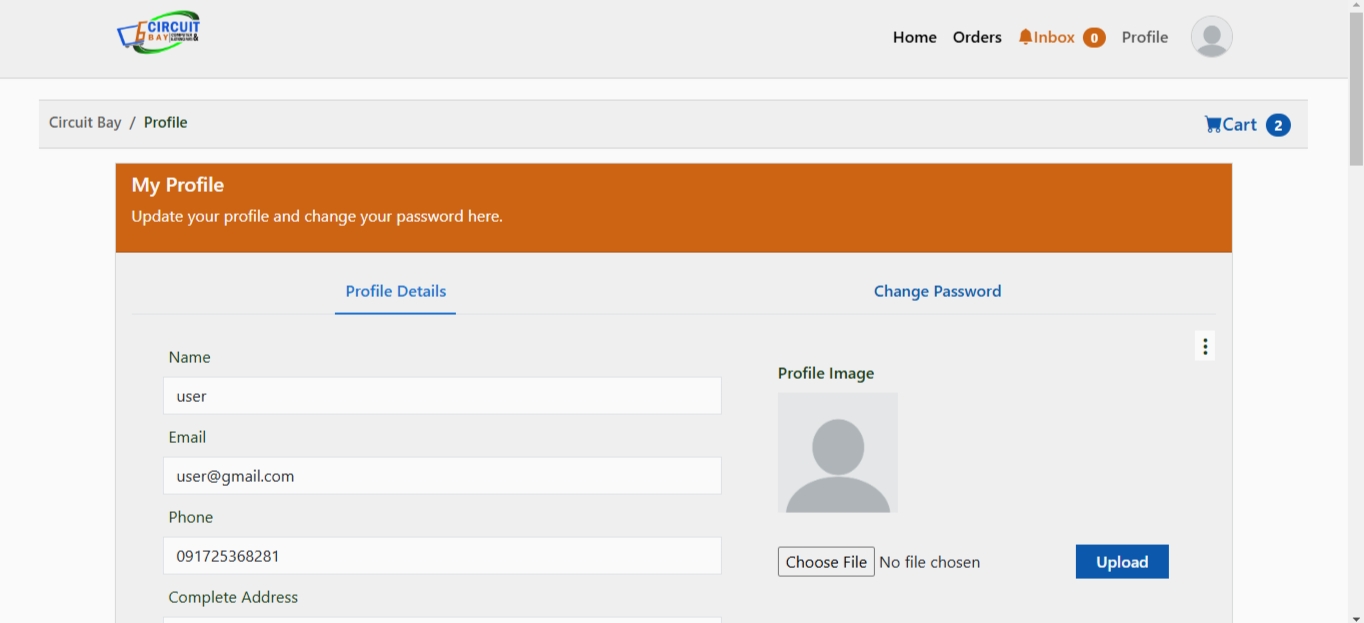 CIRCUIT
BAY
Home Orders Inbox 0 Profile
Circuit Bay / Profile
Cart 2
My Profile
Update your profile and change your password here.
Profile Details Change Password
Name
user
Email
user@gmail.com
Phone
091725368281
Complete Address
Profile Image
Choose File No file chosen
Upload